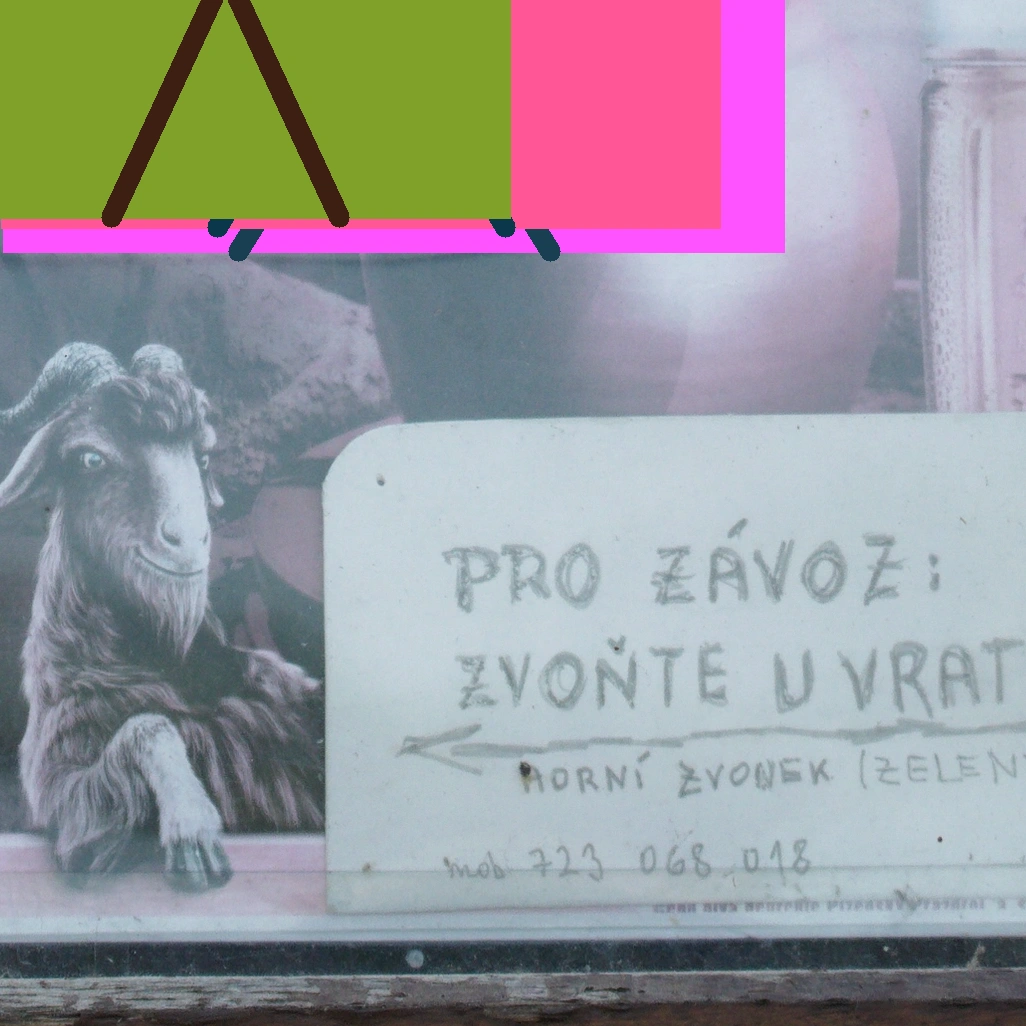 PRO ZÁVOZ:
ZVOŇTE U VRAT
HORNÍ ZVONEK (ZELEN
mob 723 068 018